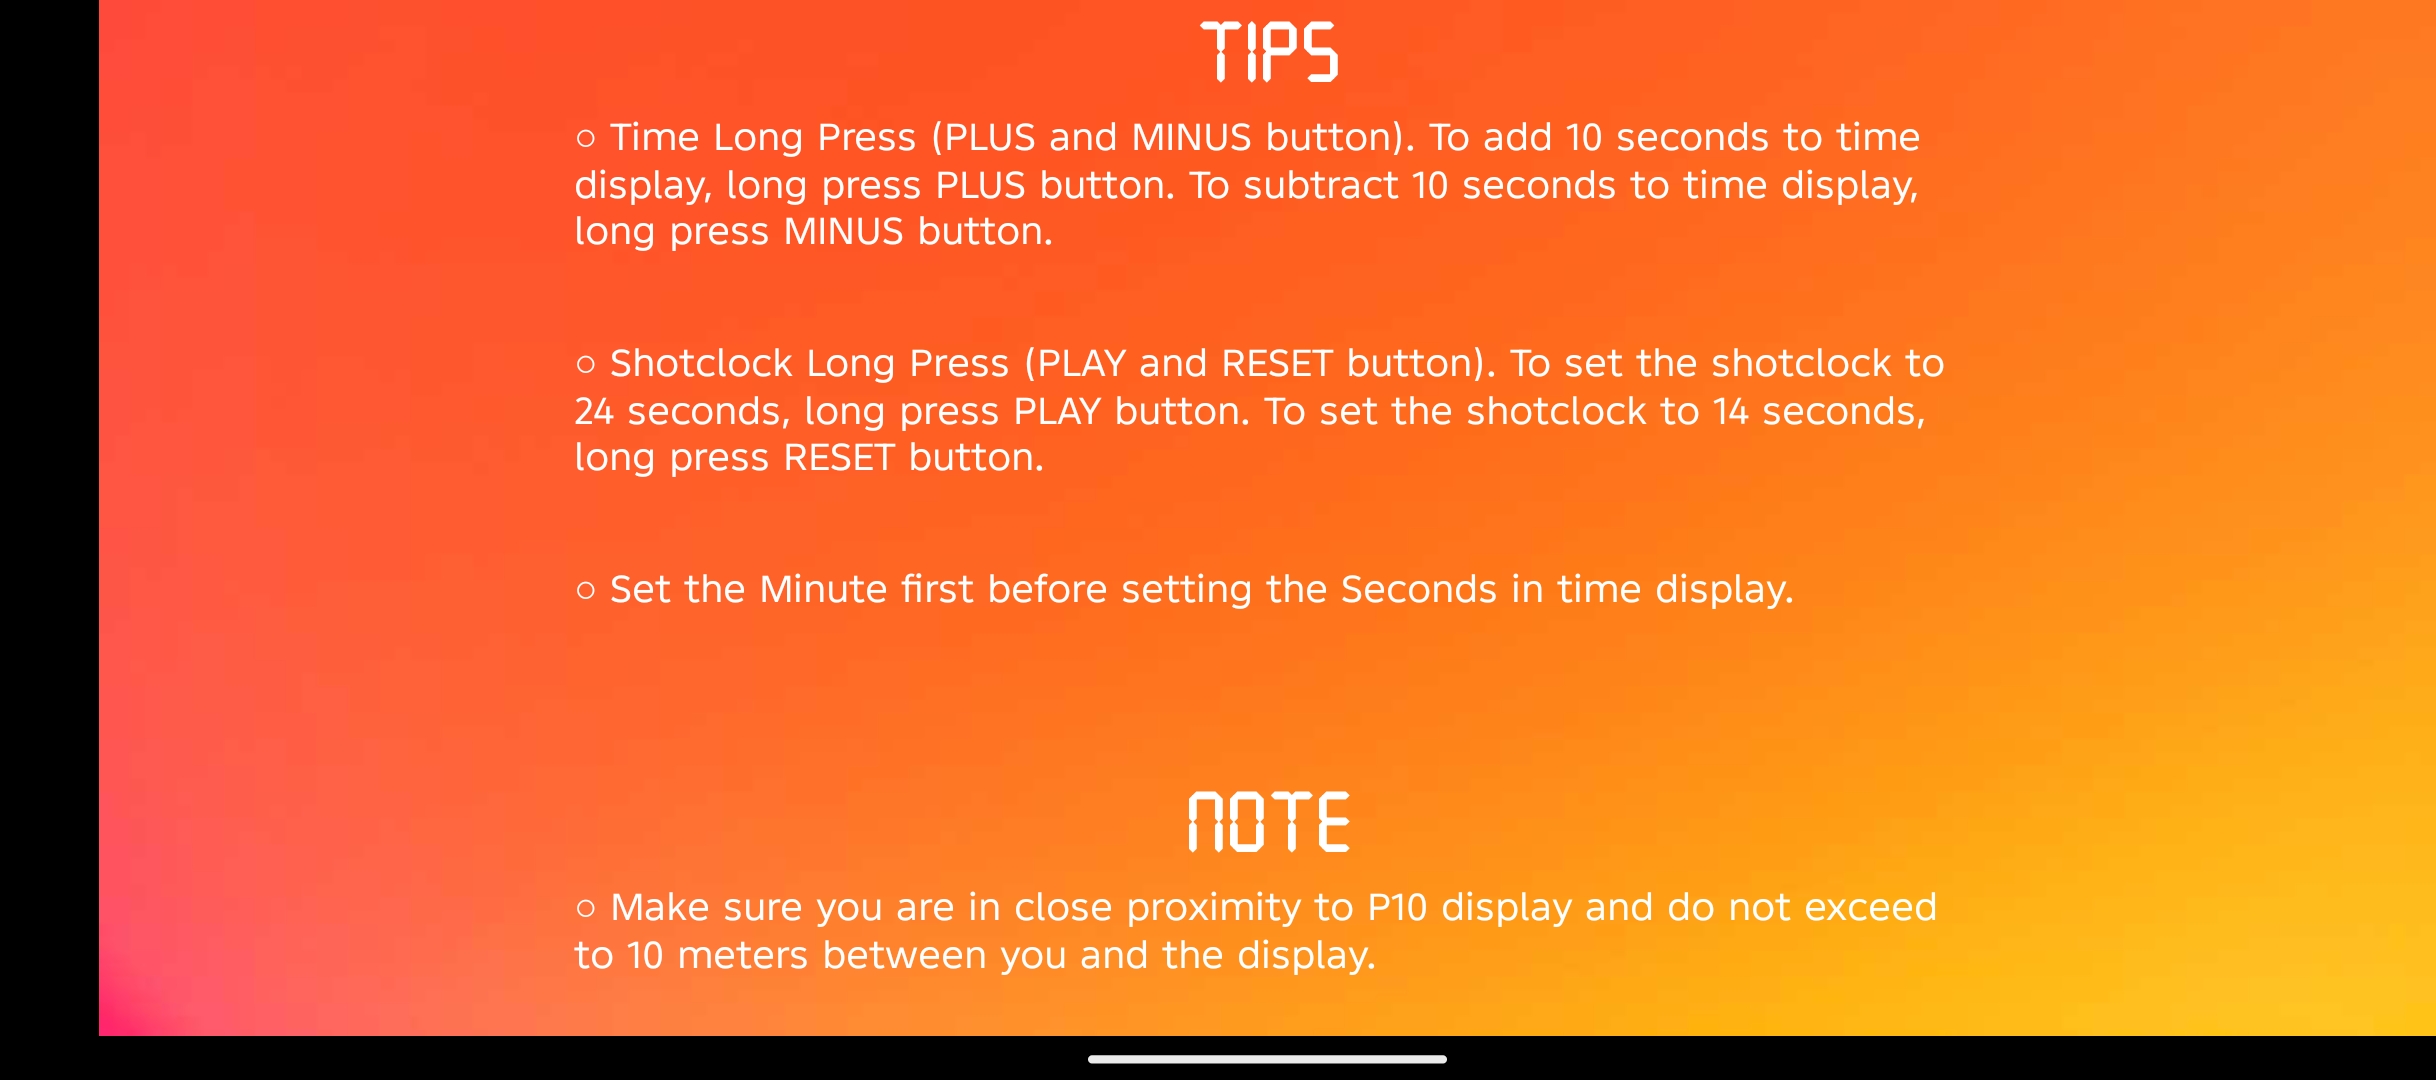 TIPS
○ Time Long Press (PLUS and MINUS button). To add 10 seconds to time
display, long press PLUS button. To subtract 10 seconds to time display,
long press MINUS button.
○ Shotclock Long Press (PLAY and RESET button). To set the shotclock to
24 seconds, long press PLAY button. To set the shotclock to 14 seconds,
long press RESET button.
○ Set the Minute first before setting the Seconds in time display.
NOTE
○ Make sure you are in close proximity to P10 display and do not exceed
to 10 meters between you and the display.